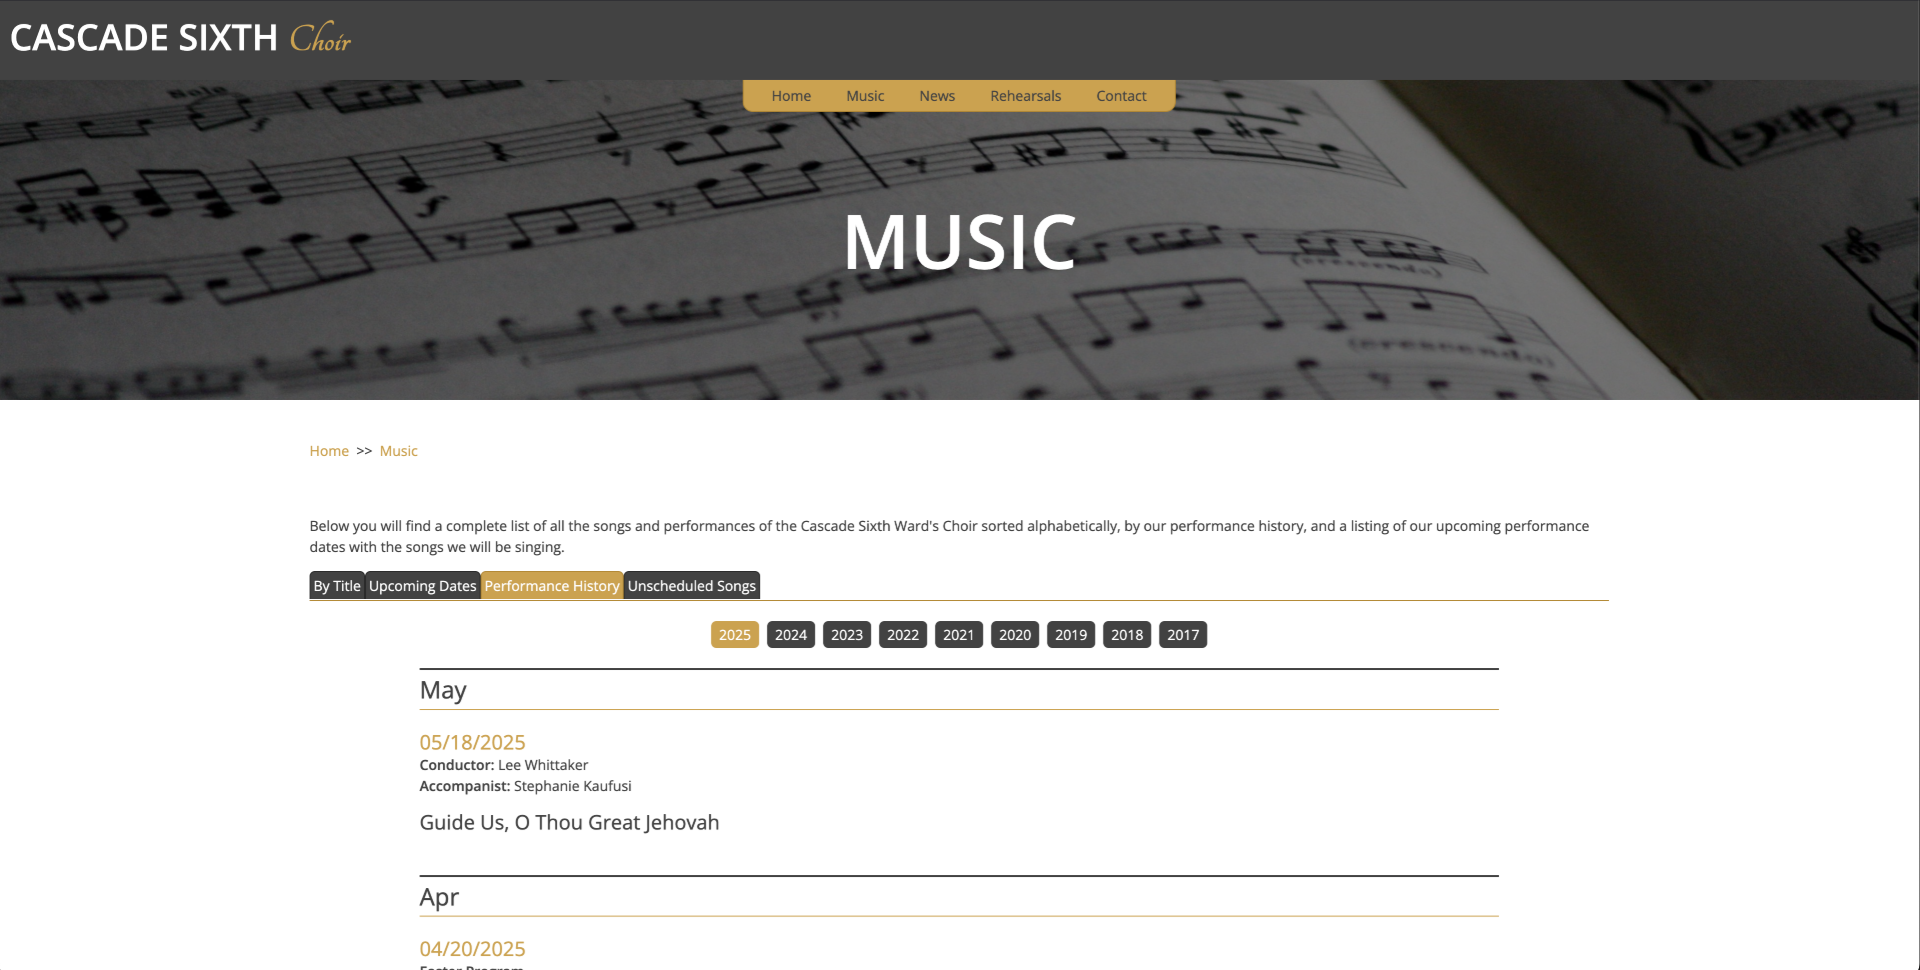 CASCADE SIXTH Choir
Home Music News Rehearsals Contact
MUSIC
(crescendo)
(crescendo)
Home >> Music
Below you will find a complete list of all the songs and performances of the Cascade Sixth Ward's Choir sorted alphabetically, by our performance history, and a listing of our upcoming performance
dates with the songs we will be singing.
By Title Upcoming Dates Performance History Unscheduled Songs
2025 2024 2023 2022 2021 2020 2019 2018 2017
May
05/18/2025
Conductor: Lee Whittaker
Accompanist: Stephanie Kaufusi
Guide Us, O Thou Great Jehovah
Apr
04/20/2025